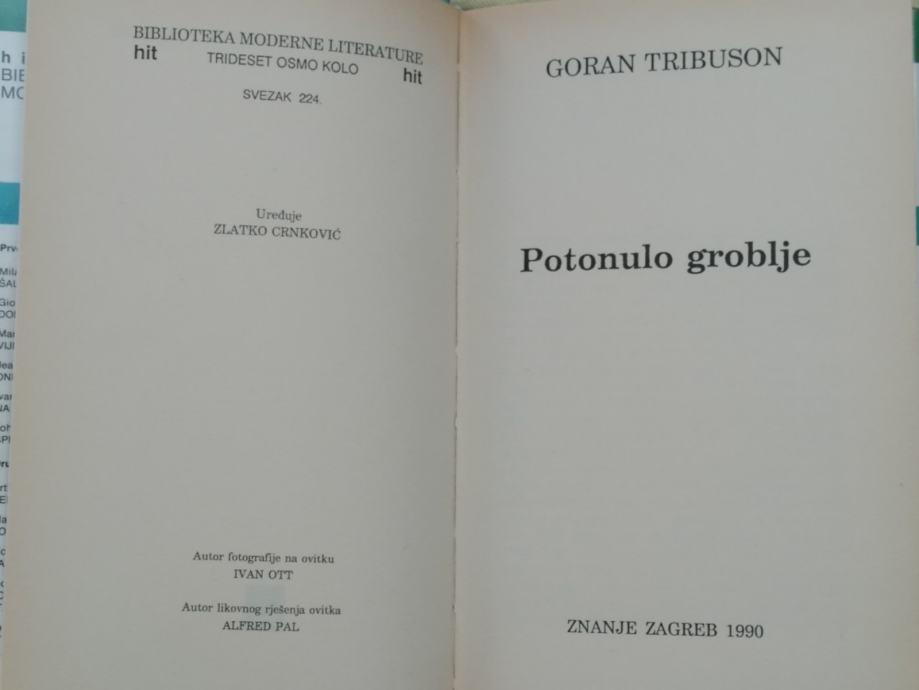 BIBLIOTEKA MODERNE LITERATURE
hit TRIDESET OSMO KOLO hit
SVEZAK 224.
Uređuje
ZLATKO CRNKOVIĆ
Autor fotografije na ovitku
IVAN OTT
Autor likovnog rješenja ovitka
ALFRED PAL
GORAN TRIBUSON
Potonulo groblje
ZNANJE ZAGREB 1990